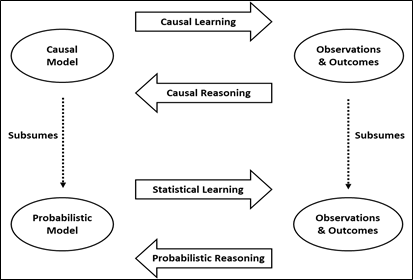 Causal Learning
Causal
Model
Observations
& Outcomes
Causal Reasoning
Subsumes
Subsumes
Statistical Learning
Probabilistic
Model
Observations
& Outcomes
Probabilistic Reasoning